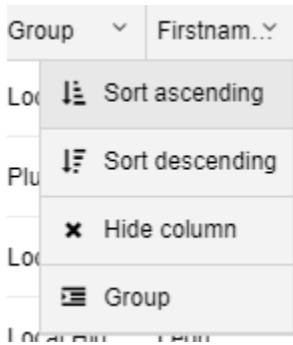 Group Firstnam...
Loc
Sort ascending
Plu
Sort descending
Hide column
Loc
Group